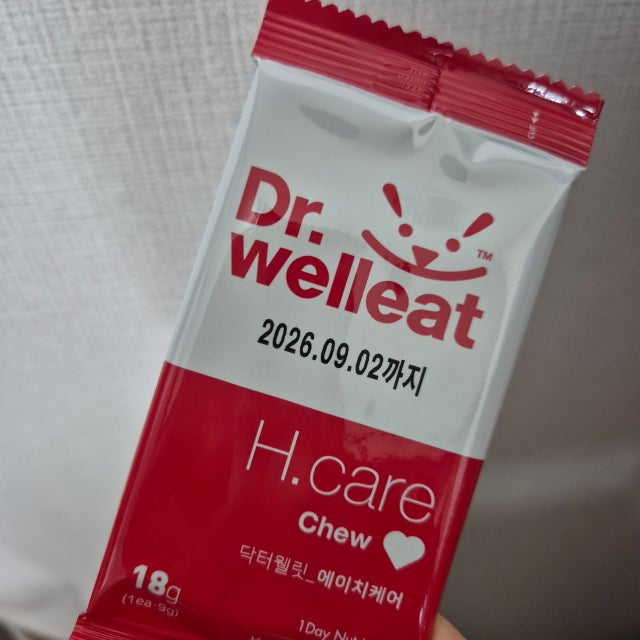 CUT
Dr.
welleat
TM
2026.09.02까지
H.care
Chew
닥터웰릿_에이치케어
18g
(1ea·9g)
1Day